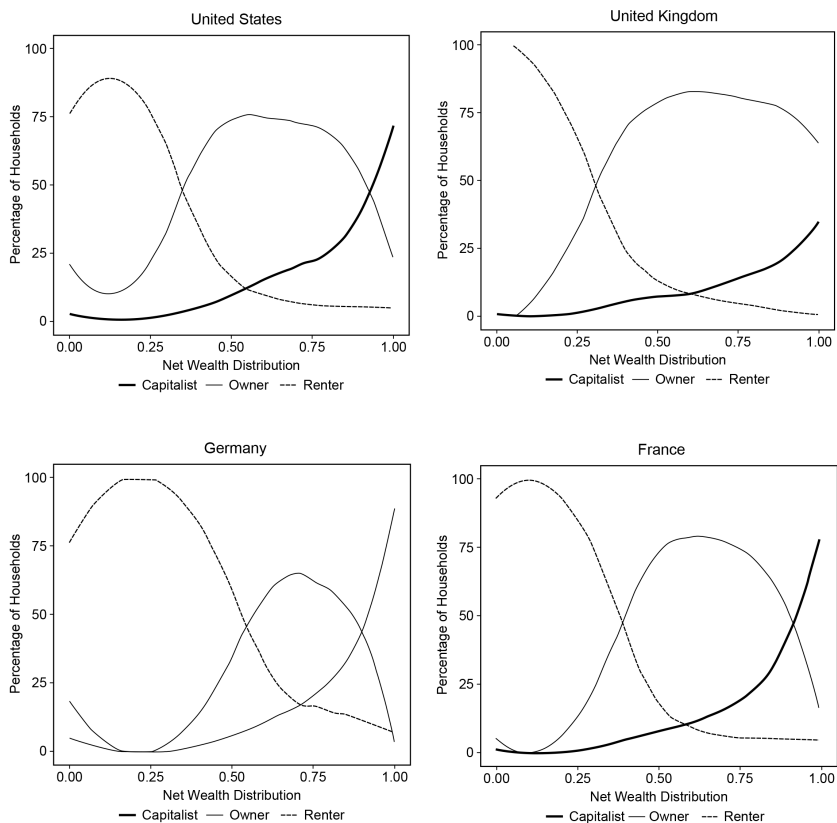 United States
Percentage of Households
100
75
50
25
0
0.00 0.25 0.50 0.75 1.00
Net Wealth Distribution
Capitalist Owner Renter
United Kingdom
Percentage of Households
100
75
50
25
0
0.00 0.25 0.50 0.75 1.00
Net Wealth Distribution
Capitalist Owner Renter
Germany
Percentage of Households
100
75
50
25
0
0.00 0.25 0.50 0.75 1.00
Net Wealth Distribution
Capitalist Owner Renter
France
Percentage of Households
100
75
50
25
0
0.00 0.25 0.50 0.75 1.00
Net Wealth Distribution
Capitalist Owner Renter